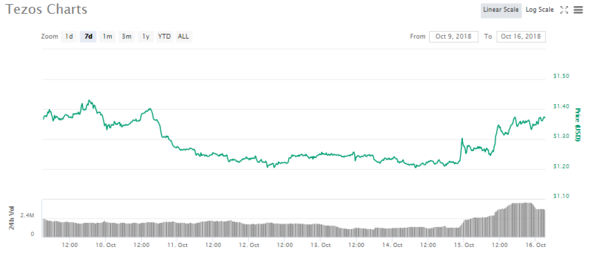 Tezos Charts
Linear Scale Log Scale
Zoom 1d 7d 1m 3m 1y YTD ALL From Oct 9, 2018 To Oct 16, 2018
$1.50
$1.40
$1.30
$1.20
$1.10
Price (USD)
24h Vol
2.4M
0
12:00 10. Oct 12:00 11. Oct 12:00 12. Oct 12:00 13. Oct 12:00 14. Oct 12:00 15. Oct 12:00 16. Oct